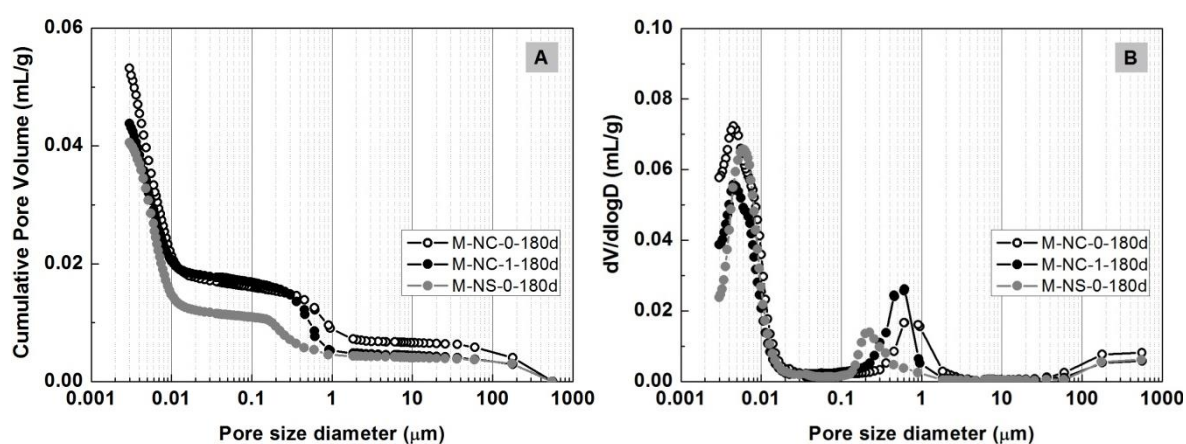 0.06
0.04
0.02
0.00
Cumulative Pore Volume (mL/g)
A
M-NC-0-180d
M-NC-1-180d
M-NS-0-180d
0.001 0.01 0.1 1 10 100 1000
Pore size diameter (μm)
0.10
0.08
0.06
0.04
0.02
0.00
dV/dlogD (mL/g)
B
M-NC-0-180d
M-NC-1-180d
M-NS-0-180d
0.001 0.01 0.1 1 10 100 1000
Pore size diameter (μm)